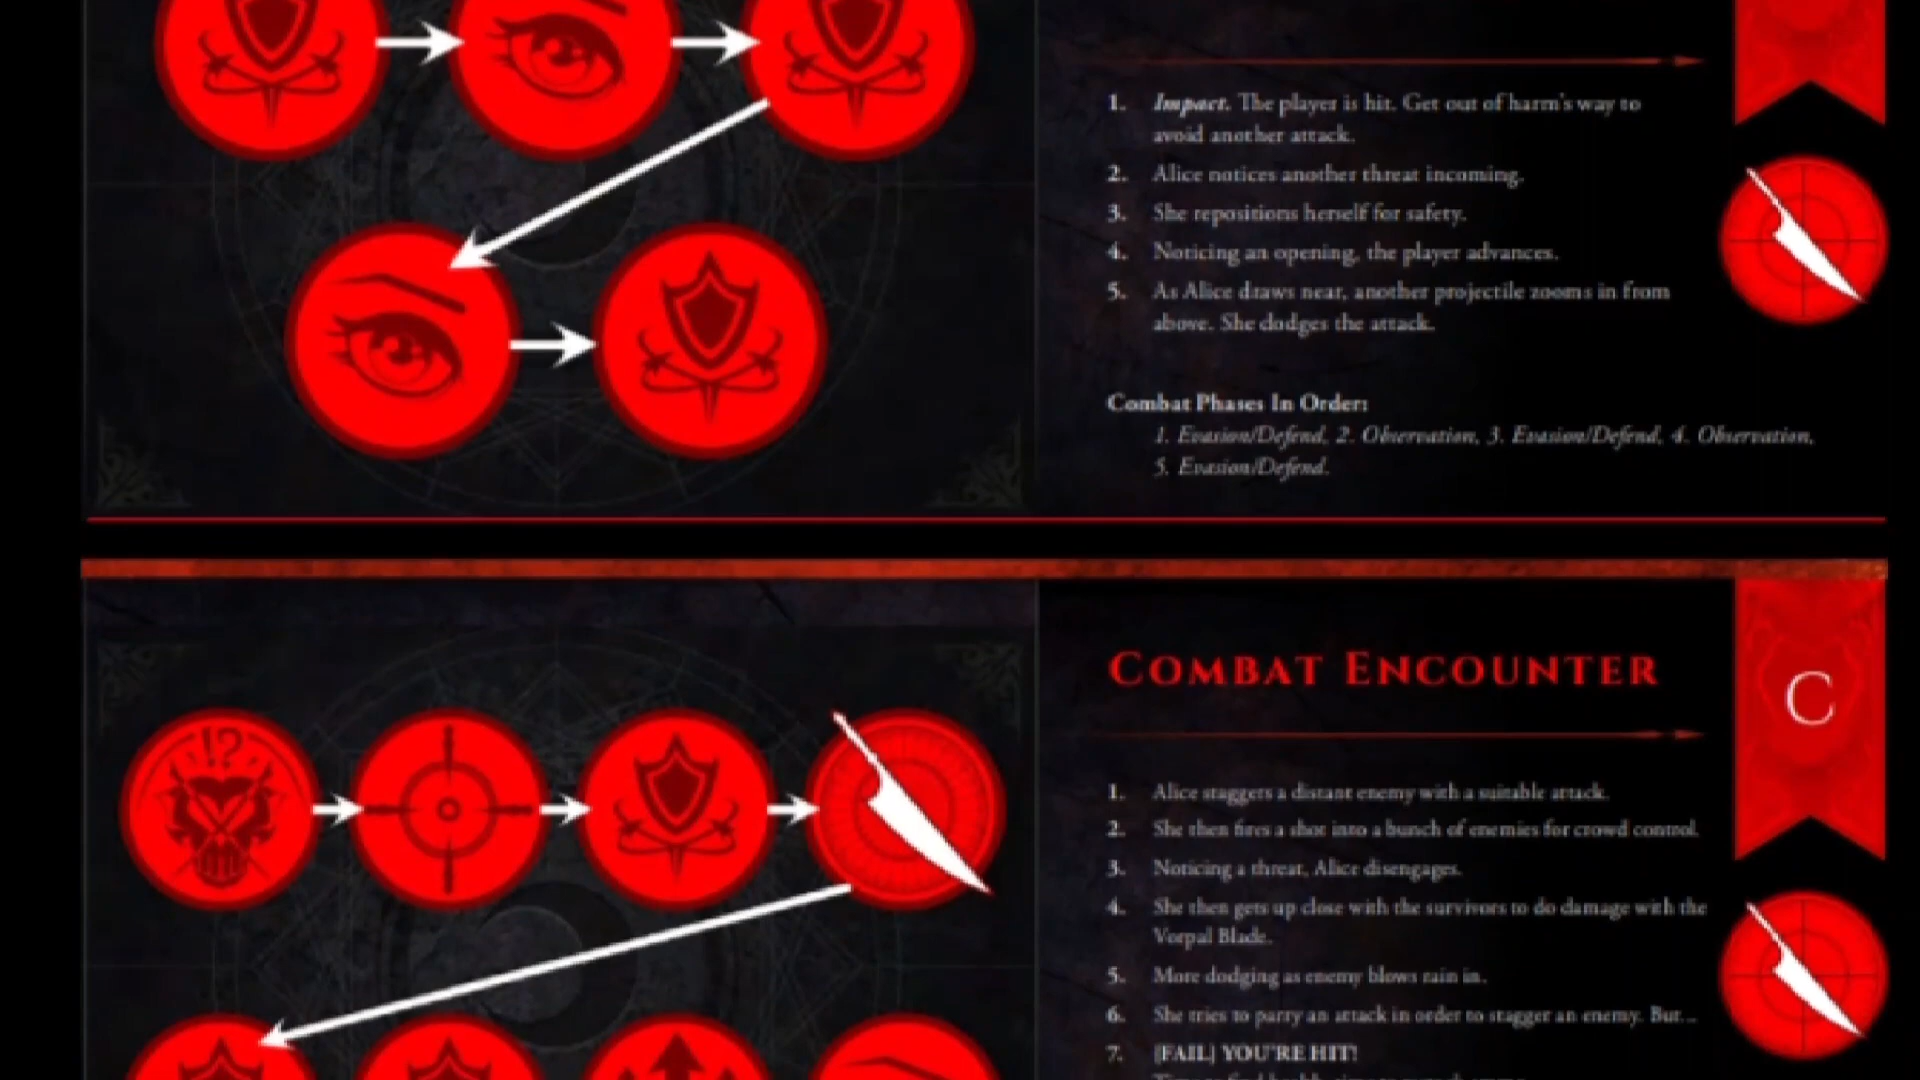 1. Impact. The player is hit. Get out of harm's way to
avoid another attack.
2. Alice notices another threat incoming.
3. She repositions herself for safety.
4. Noticing an opening, the player advances.
5. As Alice draws near, another projectile zooms in from
above. She dodges the attack.
Combat Phases In Order:
1. Evasion/Defend, 2. Observation, 3. Evasion/Defend, 4. Observation,
5. Evasion/Defend.
!?
COMBAT ENCOUNTER
C
1. Alice staggers a distant enemy with a suitable attack.
2. She then fires a shot into a bunch of enemies for crowd control.
3. Noticing a threat, Alice disengages.
4. She then gets up close with the survivors to do damage with the
Vorpal Blade.
5. More dodging as enemy blows rain in.
6. She tries to parry an attack in order to stagger an enemy. But...
7. [FAIL] YOU'RE HIT!